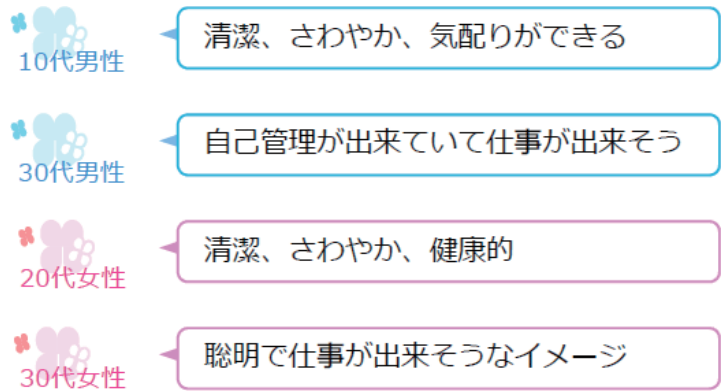 清潔、さわやか、気配りができる
10代男性
自己管理が出来ていて仕事が出来そう
30代男性
清潔、さわやか、健康的
20代女性
聡明で仕事が出来そうなイメージ
30代女性